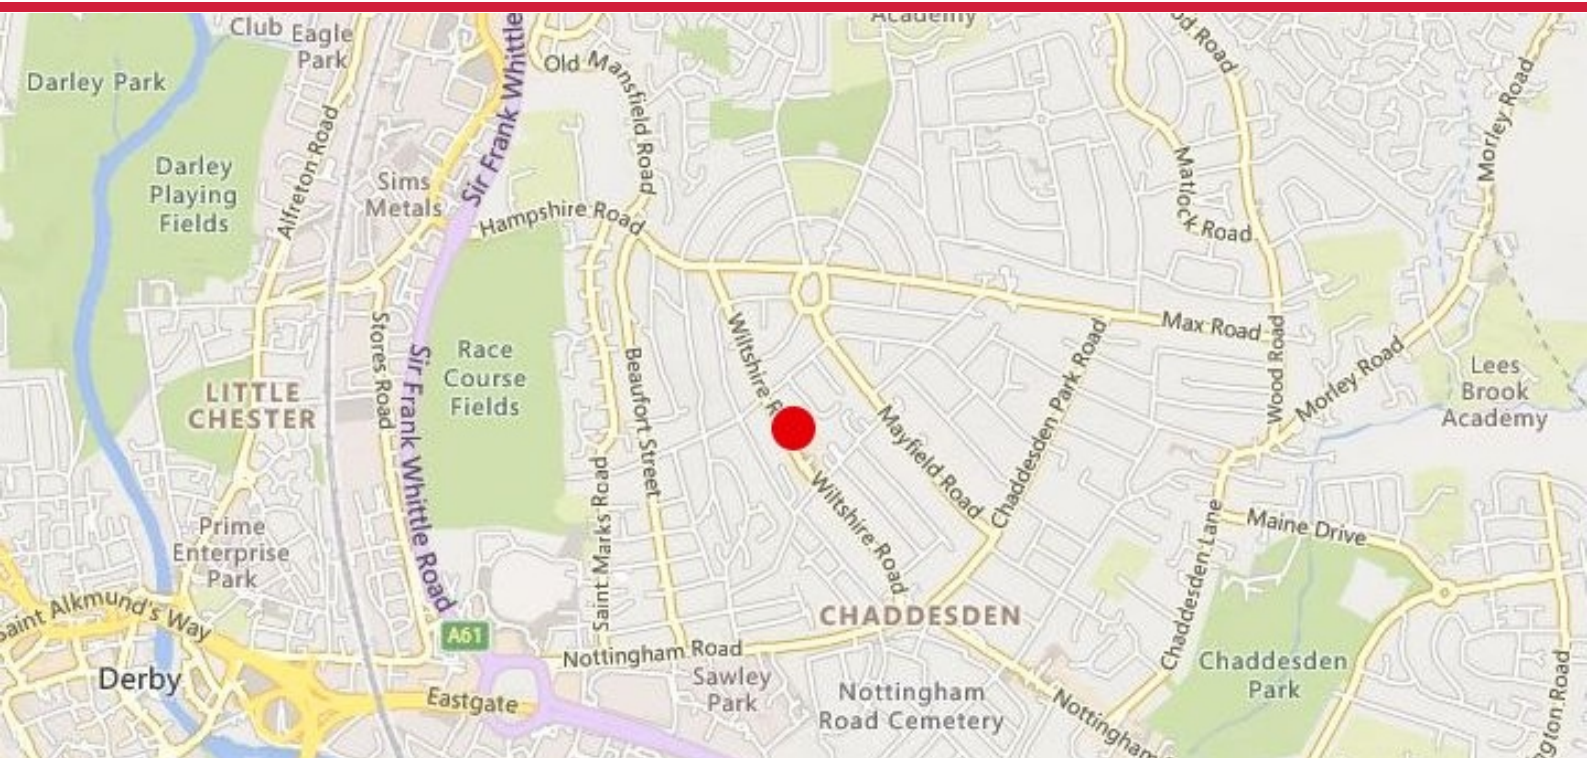 Club
Eagle
Park
Academy
Darley Park
Old Mansfield Road
Sir Frank Whittle
Morley Road
Alfreton Road
Darley
Playing
Fields
Sims
Metals
Matlock Road
Hampshire Road
Stores Road
Sir Frank Whittle Road
Race
Course
Fields
Beaufort Street
Wiltshire
Max Road
Wood Road
Morley Road
Lees
Brook
Academy
LITTLE
CHESTER
Mayfield Road
Chaddesden Park Road
Saint Marks Road
Wiltshire Road
Prime
Enterprise
Park
Maine Drive
Chaddesden Lane
Saint Alkmund's Way
A61
CHADDESDEN
Nottingham Road
Derby
Eastgate
Sawley
Park
Nottingham
Road Cemetery
Nottingham
Chaddesden
Park
Road